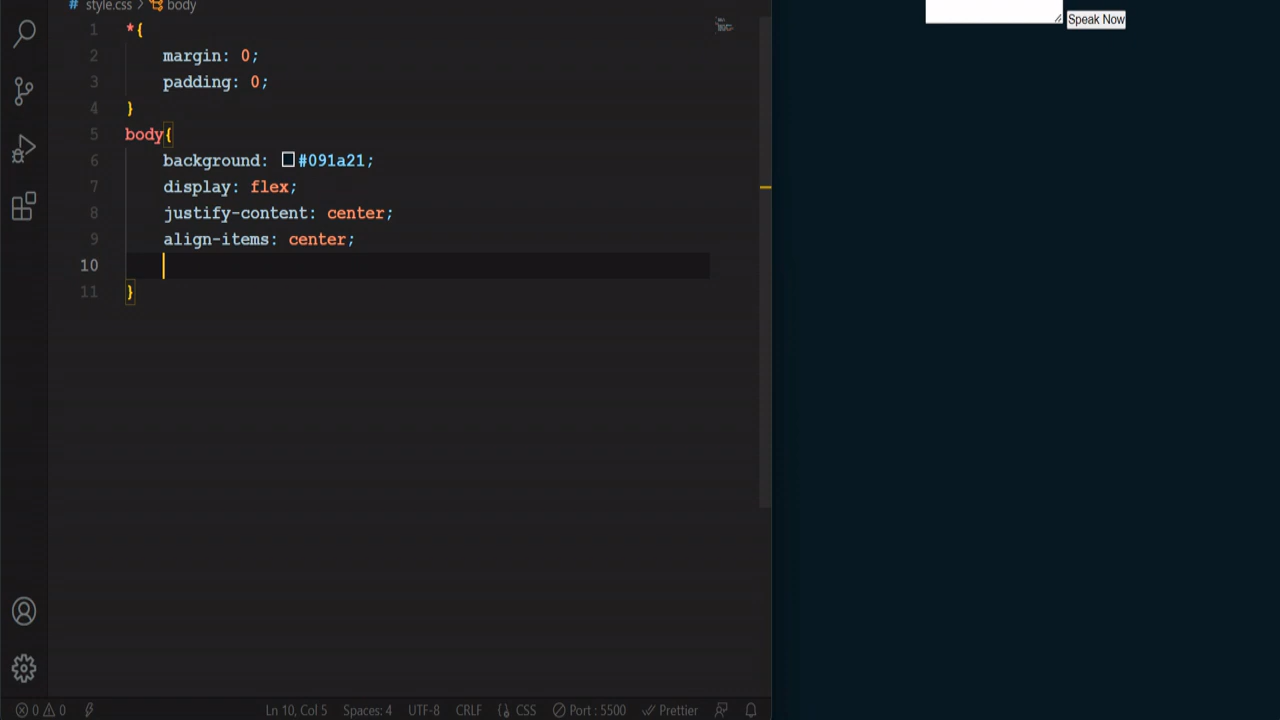 # style.css > body
1 *{
2 margin: 0;
3 padding: 0;
4 }
5 body{
6 background: #091a21;
7 display: flex;
8 justify-content: center;
9 align-items: center;
10
11 }
Speak Now
0 0 Ln 10, Col 5 Spaces: 4 UTF-8 CRLF {} CSS Port : 5500 Prettier